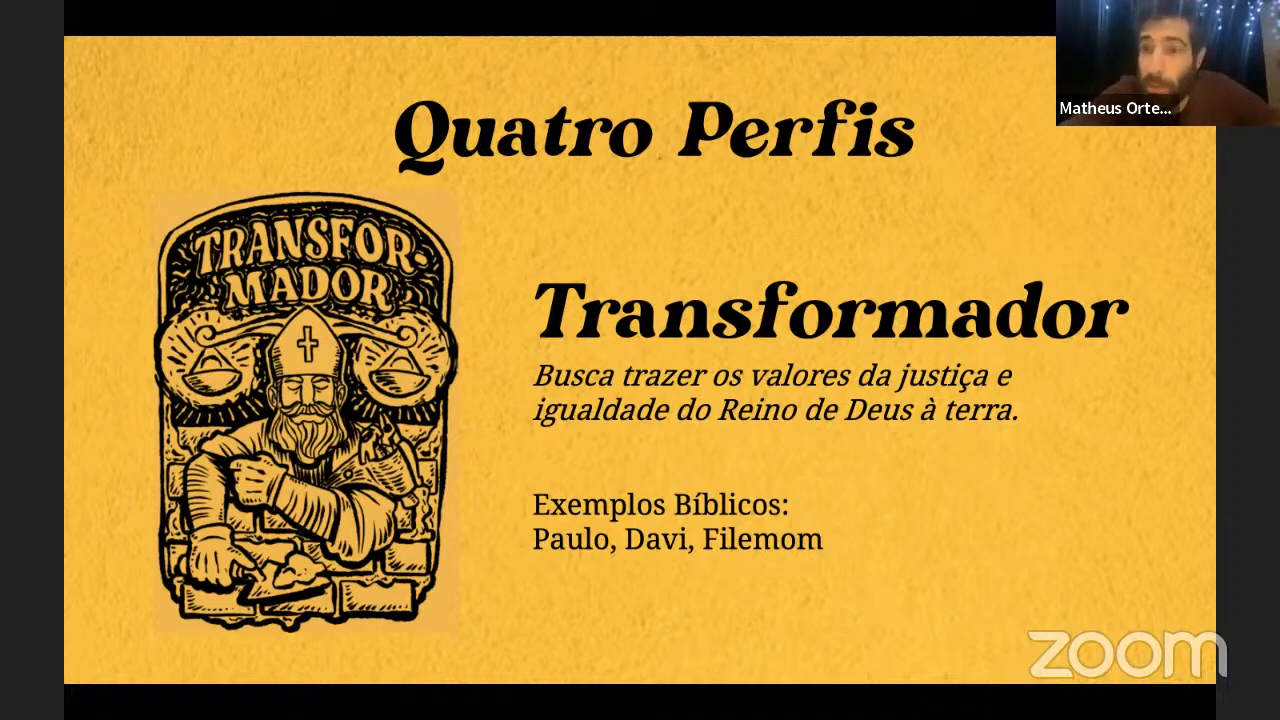 Quatro Perfis
Matheus Orte...
TRANSFOR-
MADOR
Transformador
Busca trazer os valores da justiça e
igualdade do Reino de Deus à terra.
Exemplos Bíblicos:
Paulo, Davi, Filemom
zoom